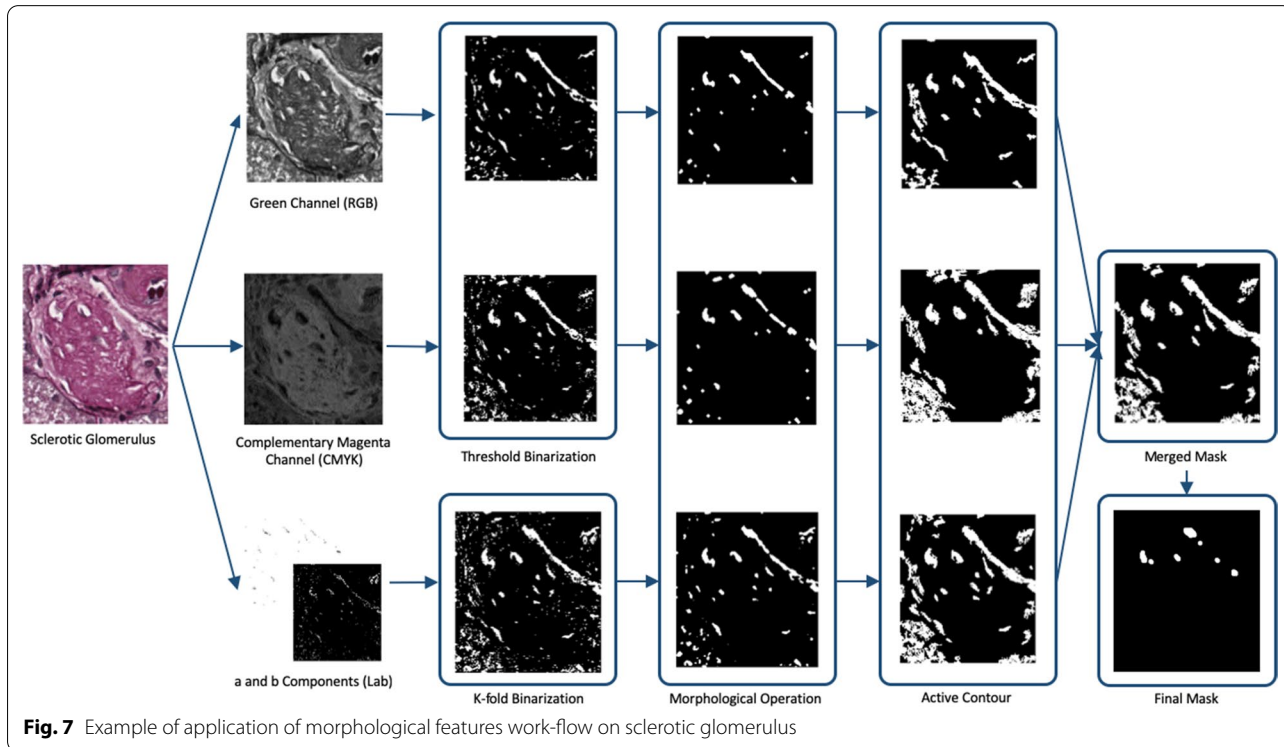 Green Channel (RGB)
Sclerotic Glomerulus
Complementary Magenta
Channel (CMYK)
Threshold Binarization
Merged Mask
a and b Components (Lab)
K-fold Binarization
Morphological Operation
Active Contour
Final Mask
Fig. 7 Example of application of morphological features work-flow on sclerotic glomerulus